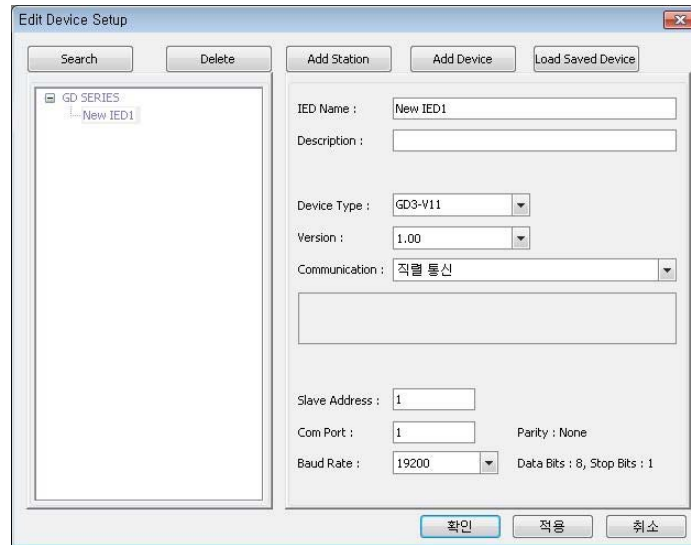 Edit Device Setup
Search
Delete
Add Station
Add Device
Load Saved Device
GD SERIES
New IED1
IED Name : New IED1
Description :
Device Type : GD3-V11
Version : 1.00
Communication : 직렬 통신
Slave Address : 1
Com Port : 1 Parity : None
Baud Rate : 19200 Data Bits : 8, Stop Bits : 1
확인
적용
취소